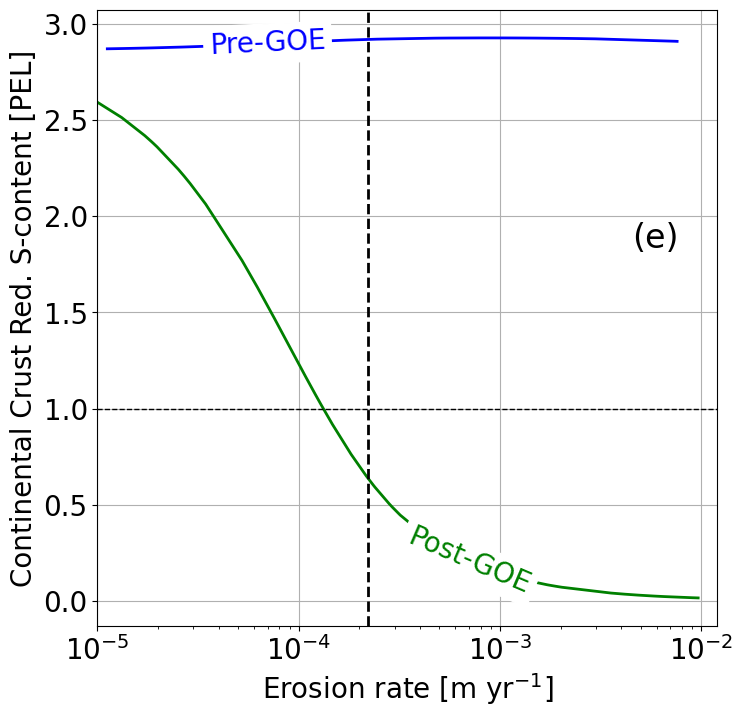 3.0
Pre-GOE
2.5
2.0
(e)
1.5
1.0
0.5
Post-GOE
0.0
Continental Crust Red. S-content [PEL]
10⁻⁵ 10⁻⁴ 10⁻³ 10⁻²
Erosion rate [m yr⁻¹]